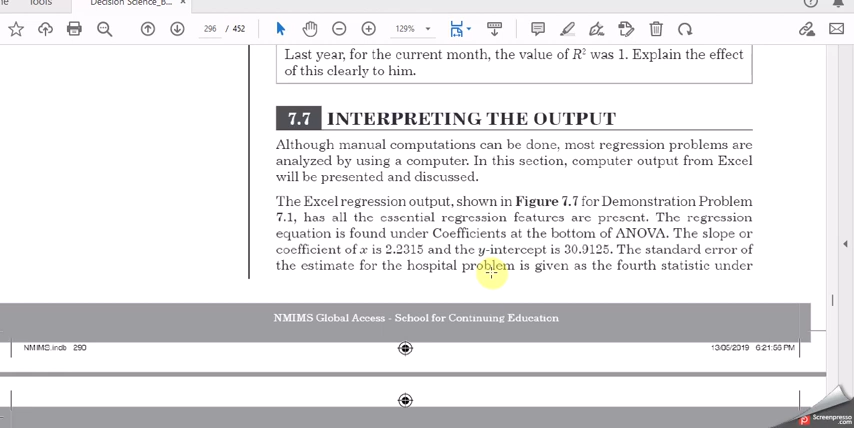 Tools
Decision Science_B...
296 / 452
129%
Last year, for the current month, the value of R² was 1. Explain the effect
of this clearly to him.
7.7 INTERPRETING THE OUTPUT
Although manual computations can be done, most regression problems are
analyzed by using a computer. In this section, computer output from Excel
will be presented and discussed.
The Excel regression output, shown in Figure 7.7 for Demonstration Problem
7.1, has all the essential regression features are present. The regression
equation is found under Coefficients at the bottom of ANOVA. The slope or
coefficient of x is 2.2315 and the y-intercept is 30.9125. The standard error of
the estimate for the hospital problem is given as the fourth statistic under
NMIMS Global Access - School for Continuing Education
NMIMS.indb 290
13/05/2019 6:21:56 PM
Screenpresso
.com